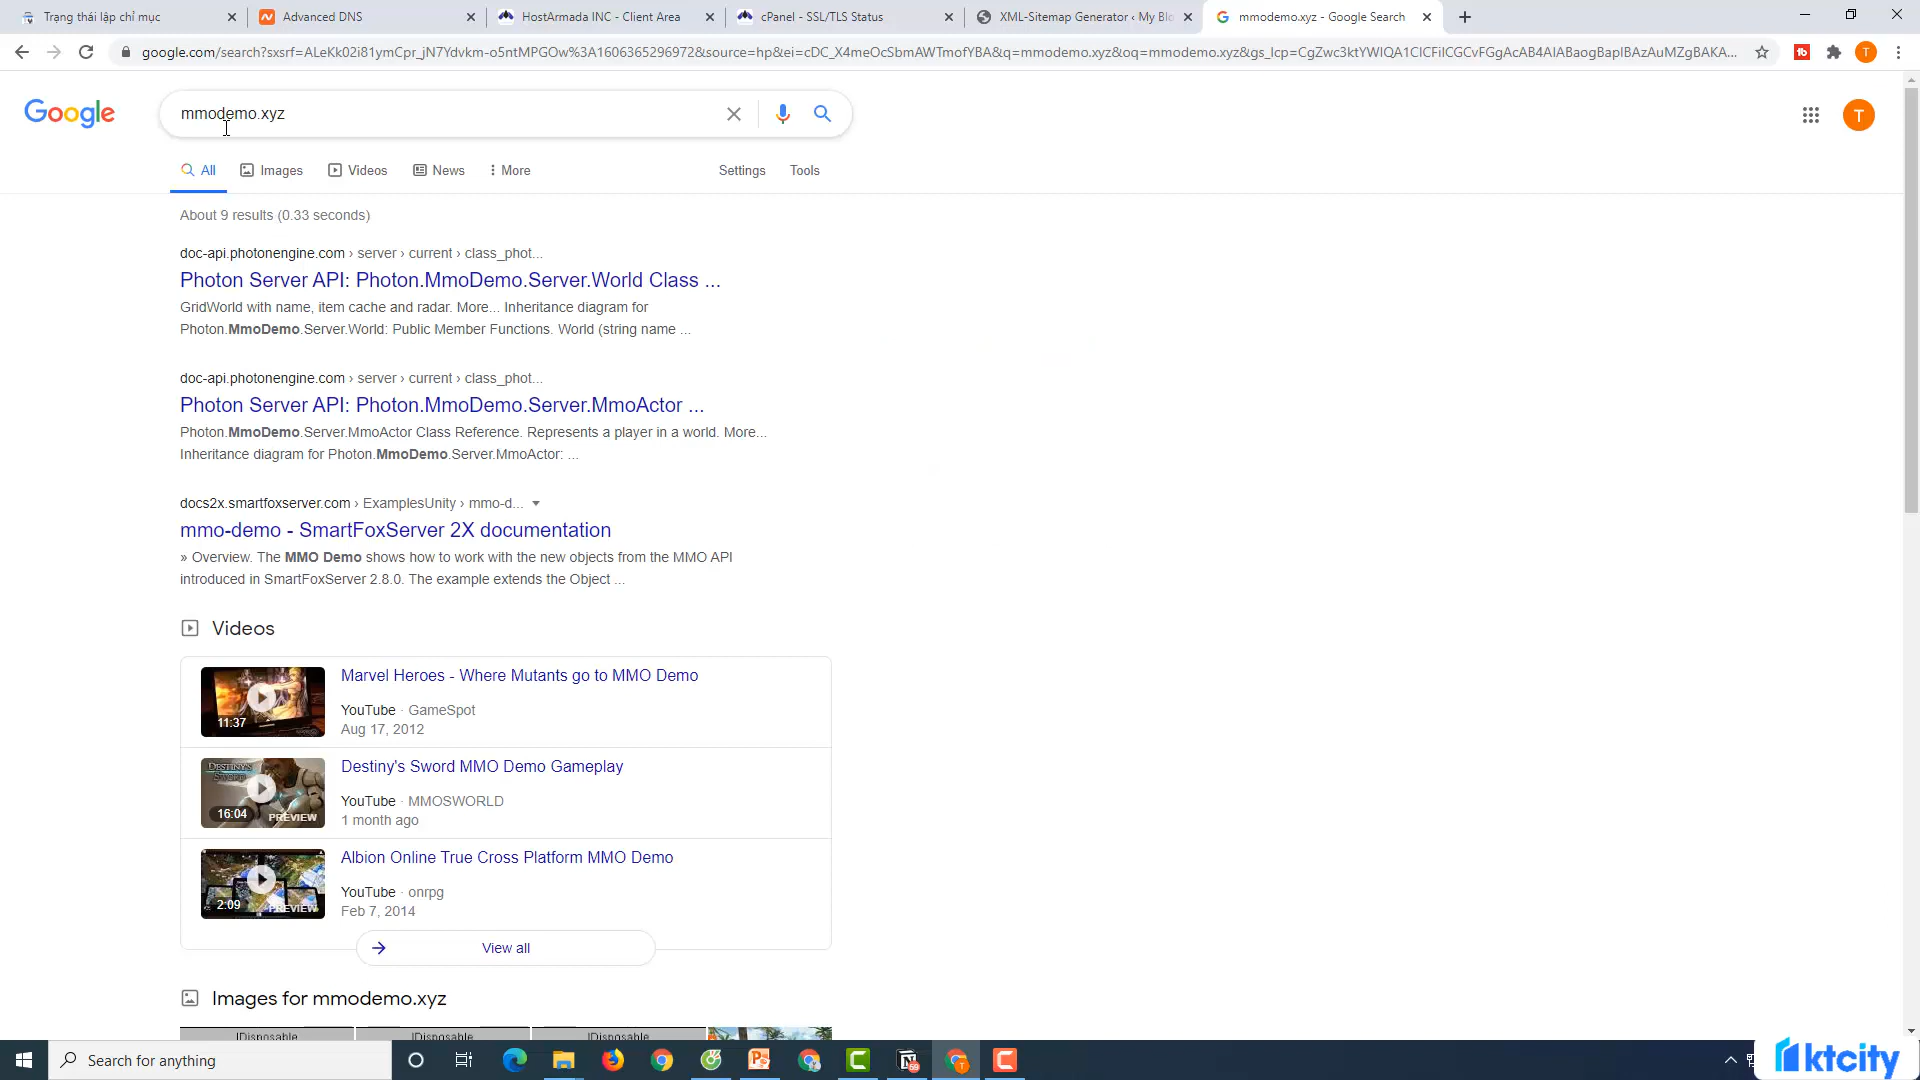 Trạng thái lập chỉ mục
Advanced DNS
HostArmada INC - Client Area
cPanel - SSL/TLS Status
XML-Sitemap Generator ‹ My Blo
mmodemo.xyz - Google Search
google.com/search?sxsrf=ALeKk02i81ymCpr_jN7Ydvkm-o5ntMPGOw%3A1606365296972&source=hp&ei=cDC_X4meOcSbmAWTmofYBA&q=mmodemo.xyz&oq=mmodemo.xyz&gs_lcp=CgZwc3ktYWIQA1CICFiICGCvFGgAcAB4AIABaogBapIBAzAuMZgBAKA...
T
Google
mmodemo.xyz
T
All
Images
Videos
News
More
Settings
Tools
About 9 results (0.33 seconds)
doc-api.photonengine.com › server › current › class_phot...
Photon Server API: Photon.MmoDemo.Server.World Class ...
GridWorld with name, item cache and radar. More... Inheritance diagram for
Photon.MmoDemo.Server.World: Public Member Functions. World (string name ...
doc-api.photonengine.com › server › current › class_phot...
Photon Server API: Photon.MmoDemo.Server.MmoActor ...
Photon.MmoDemo.Server.MmoActor Class Reference. Represents a player in a world. More...
Inheritance diagram for Photon.MmoDemo.Server.MmoActor: ...
docs2x.smartfoxserver.com › ExamplesUnity › mmo-d...
mmo-demo - SmartFoxServer 2X documentation
» Overview. The MMO Demo shows how to work with the new objects from the MMO API
introduced in SmartFoxServer 2.8.0. The example extends the Object ...
Videos
11:37
Marvel Heroes - Where Mutants go to MMO Demo
YouTube · GameSpot
Aug 17, 2012
DESTINY'S
SWORD
16:04
PREVIEW
Destiny's Sword MMO Demo Gameplay
YouTube · MMOSWORLD
1 month ago
2:09
PREVIEW
Albion Online True Cross Platform MMO Demo
YouTube · onrpg
Feb 7, 2014
View all
Images for mmodemo.xyz
IDisposable
IDisposable
IDisposable
Search for anything
59
T
ktcity